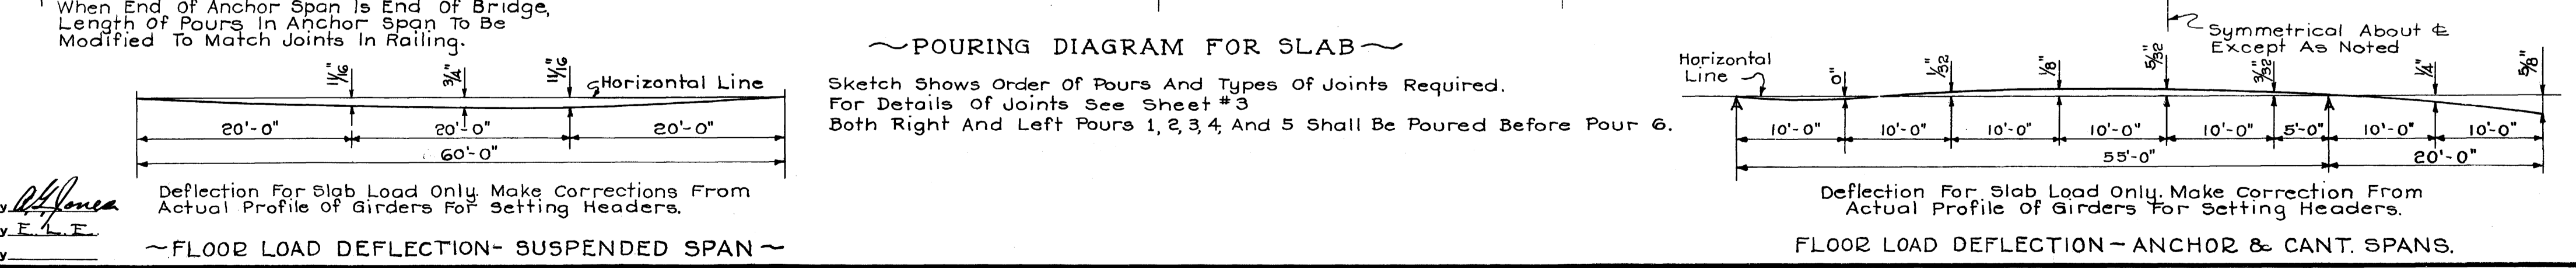 When End Of Anchor Span Is End Of Bridge,
Length Of Pours In Anchor Span To Be
Modified To Match Joints In Railing.
11/16"
3/4"
11/16"
Horizontal Line
20'-0"
20'-0"
20'-0"
60'-0"
Deflection For Slab Load Only. Make Corrections From
Actual Profile Of Girders For Setting Headers.
~FLOOR LOAD DEFLECTION- SUSPENDED SPAN~
y
y E. L. E.
y
~POURING DIAGRAM FOR SLAB~
Sketch Shows Order Of Pours And Types Of Joints Required.
For Details Of Joints See Sheet #3
Both Right And Left Pours 1, 2, 3, 4, And 5 Shall Be Poured Before Pour 6.
Symmetrical About ℄
Except As Noted
Horizontal
Line
0"
1/32"
1/8"
5/32"
3/32"
1/4"
5/8"
10'-0"
10'-0"
10'-0"
10'-0"
10'-0"
5'-0"
10'-0"
10'-0"
55'-0"
20'-0"
Deflection For Slab Load Only. Make Correction From
Actual Profile Of Girders For Setting Headers.
FLOOR LOAD DEFLECTION-ANCHOR & CANT. SPANS.